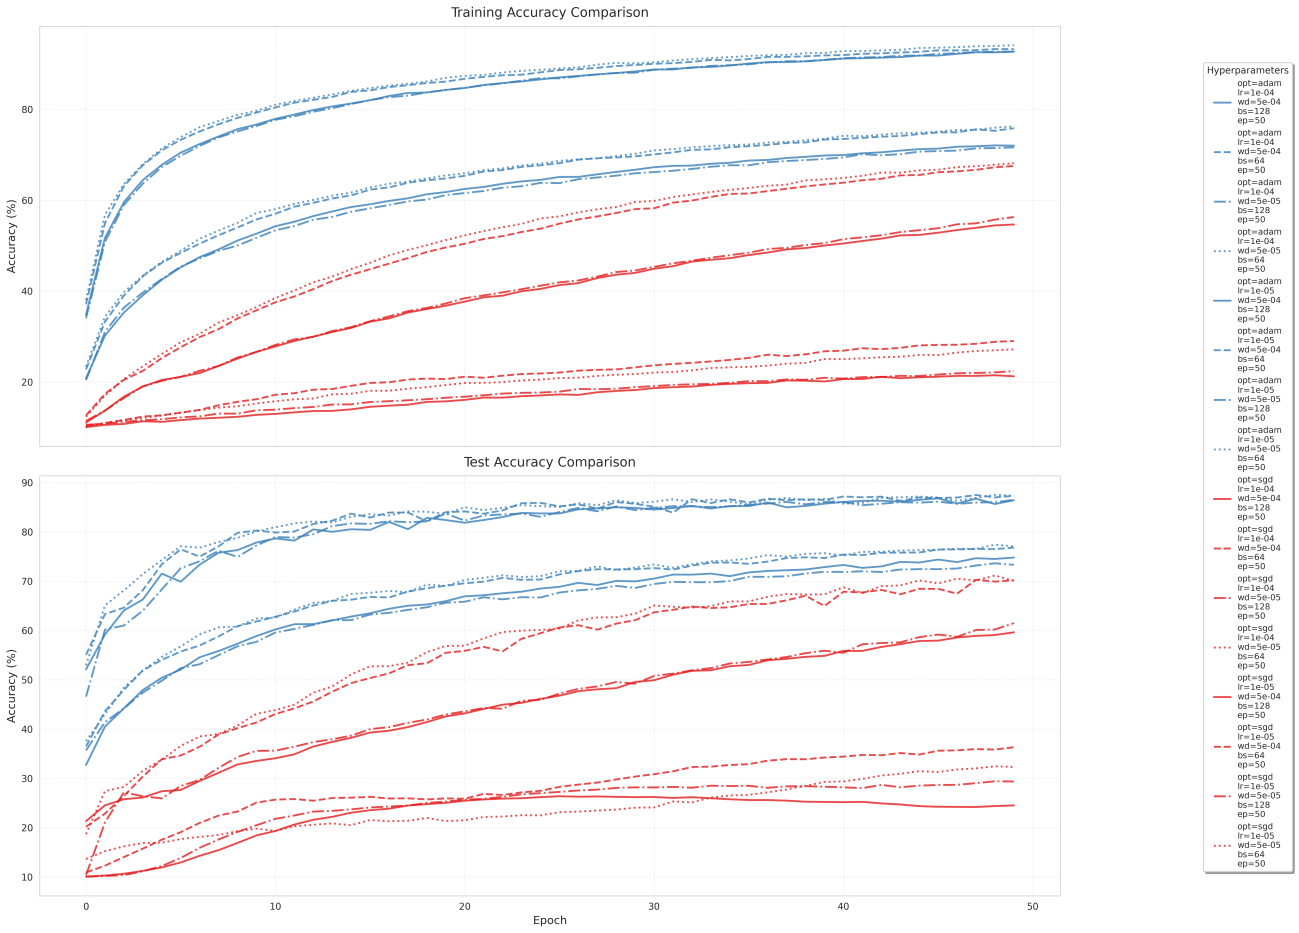 Training Accuracy Comparison
Accuracy (%)
80
60
40
20
Test Accuracy Comparison
Accuracy (%)
90
80
70
60
50
40
30
20
10
0
10
20
30
40
50
Epoch
Hyperparameters
opt=adam
lr=1e-04
wd=5e-04
bs=128
ep=50
opt=adam
lr=1e-04
wd=5e-04
bs=64
ep=50
opt=adam
lr=1e-04
wd=5e-05
bs=128
ep=50
opt=adam
lr=1e-04
wd=5e-05
bs=64
ep=50
opt=adam
lr=1e-05
wd=5e-04
bs=128
ep=50
opt=adam
lr=1e-05
wd=5e-04
bs=64
ep=50
opt=adam
lr=1e-05
wd=5e-05
bs=128
ep=50
opt=adam
lr=1e-05
wd=5e-05
bs=64
ep=50
opt=sgd
lr=1e-04
wd=5e-04
bs=128
ep=50
opt=sgd
lr=1e-04
wd=5e-04
bs=64
ep=50
opt=sgd
lr=1e-04
wd=5e-05
bs=128
ep=50
opt=sgd
lr=1e-04
wd=5e-05
bs=64
ep=50
opt=sgd
lr=1e-05
wd=5e-04
bs=128
ep=50
opt=sgd
lr=1e-05
wd=5e-04
bs=64
ep=50
opt=sgd
lr=1e-05
wd=5e-05
bs=128
ep=50
opt=sgd
lr=1e-05
wd=5e-05
bs=64
ep=50